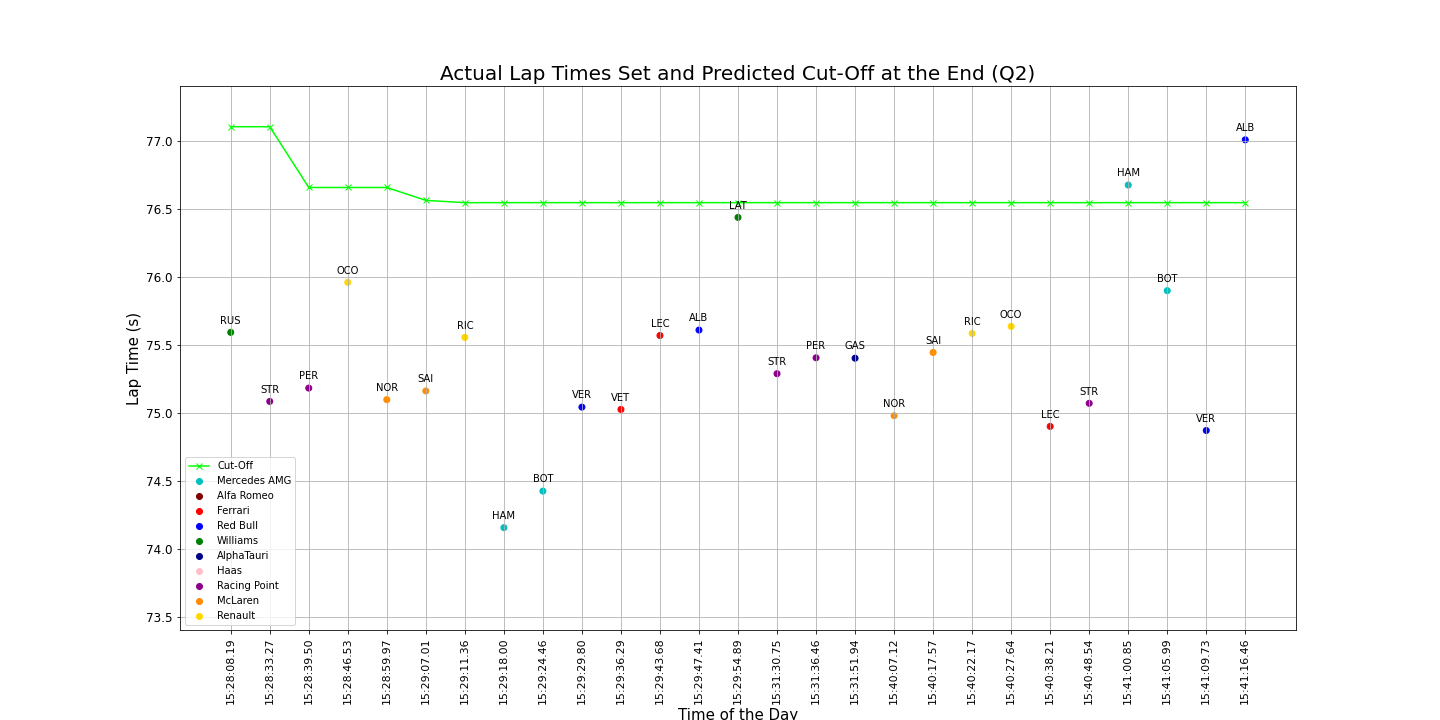 Actual Lap Times Set and Predicted Cut-Off at the End (Q2)
Lap Time (s)
77.0
76.5
76.0
75.5
75.0
74.5
74.0
73.5
RUS
STR
PER
OCO
NOR
SAI
RIC
HAM
BOT
VER
VET
LEC
ALB
LAT
STR
PER
GAS
NOR
SAI
RIC
OCO
LEC
STR
HAM
BOT
VER
ALB
Cut-Off
Mercedes AMG
Alfa Romeo
Ferrari
Red Bull
Williams
AlphaTauri
Haas
Racing Point
McLaren
Renault
15:28:08.19
15:28:33.27
15:28:39.50
15:28:46.53
15:28:59.97
15:29:07.01
15:29:11.36
15:29:18.00
15:29:24.46
15:29:29.80
15:29:36.29
15:29:43.68
15:29:47.41
15:29:54.89
15:31:30.75
15:31:36.46
15:31:51.94
15:40:07.12
15:40:17.57
15:40:22.17
15:40:27.64
15:40:38.21
15:40:48.54
15:41:00.85
15:41:05.99
15:41:09.73
15:41:16.46
Time of the Day